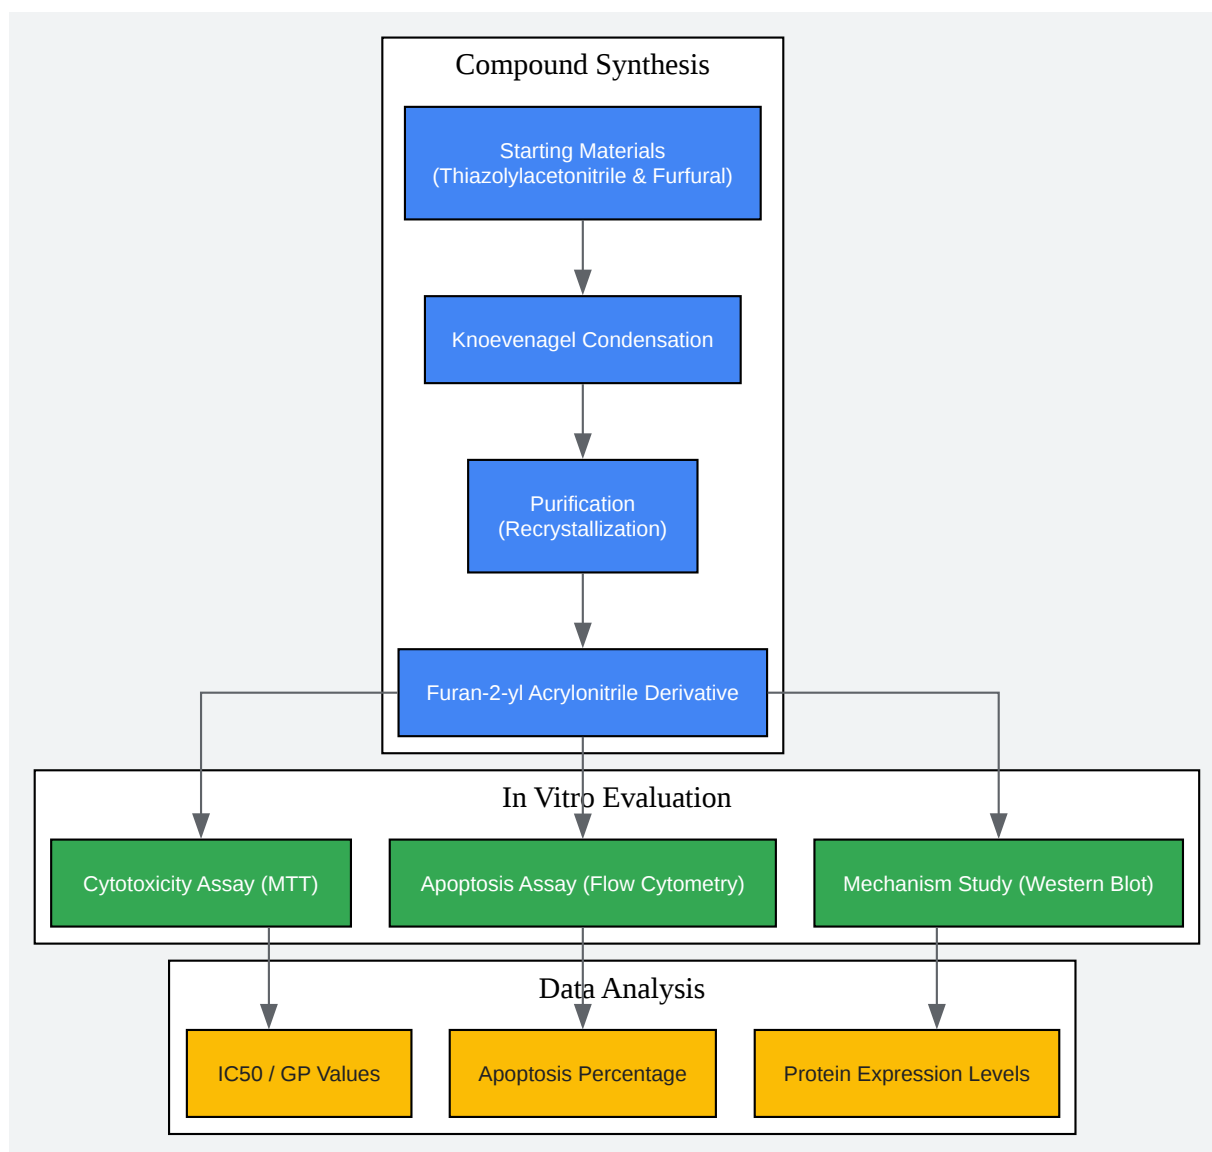 Compound Synthesis
Starting Materials
(Thiazolylacetonitrile & Furfural)
Knoevenagel Condensation
Purification
(Recrystallization)
Furan-2-yl Acrylonitrile Derivative
In Vitro Evaluation
Cytotoxicity Assay (MTT)
Apoptosis Assay (Flow Cytometry)
Mechanism Study (Western Blot)
Data Analysis
IC50 / GP Values
Apoptosis Percentage
Protein Expression Levels